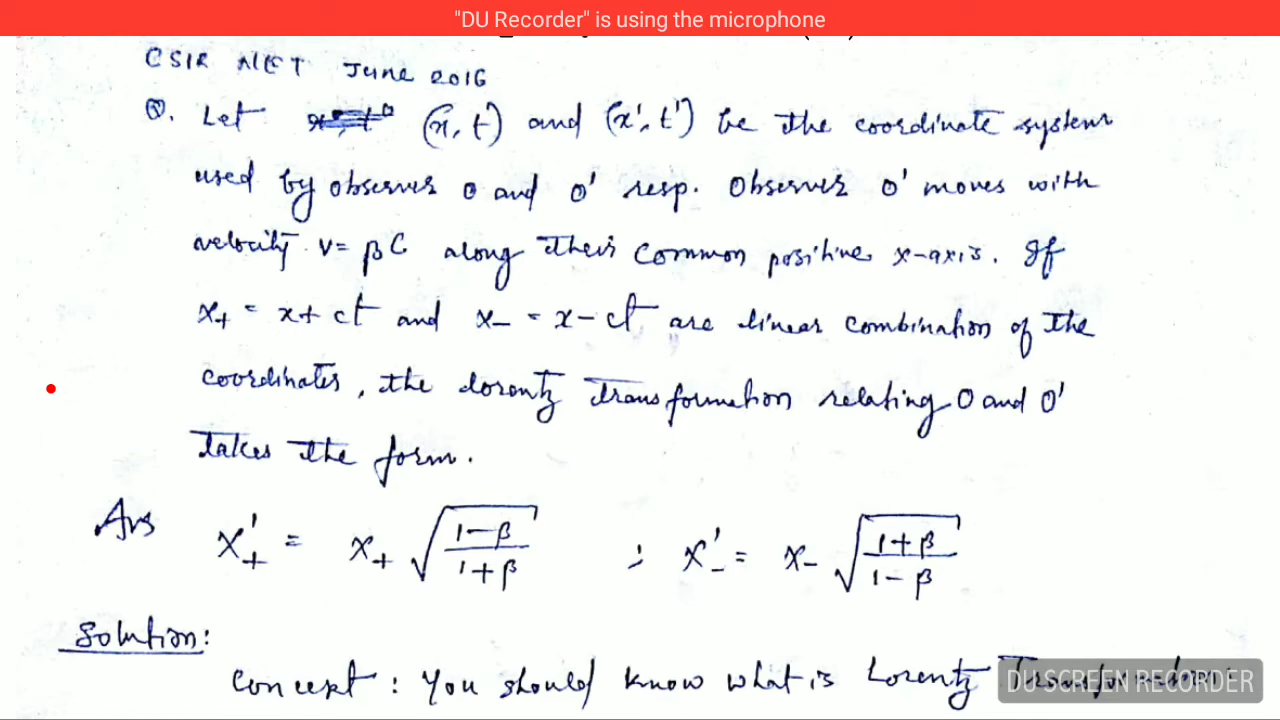 "DU Recorder" is using the microphone
CSIR NET June 2016
Q. Let (x, t) and (x', t') be the coordinate system
used by observers O and O' resp. Observer O' moves with
velocity V = βC along their common positive x-axis. If
x₊ = x + ct and x₋ = x - ct are linear combination of the
coordinates, the Lorentz transformation relating O and O'
takes the form.
Ans x'₊ = x₊ √((1-β)/(1+β)) ; x'₋ = x₋ √((1+β)/(1-β))
Solution:
Concept: You should know what is Lorentz
DU SCREEN RECORDER